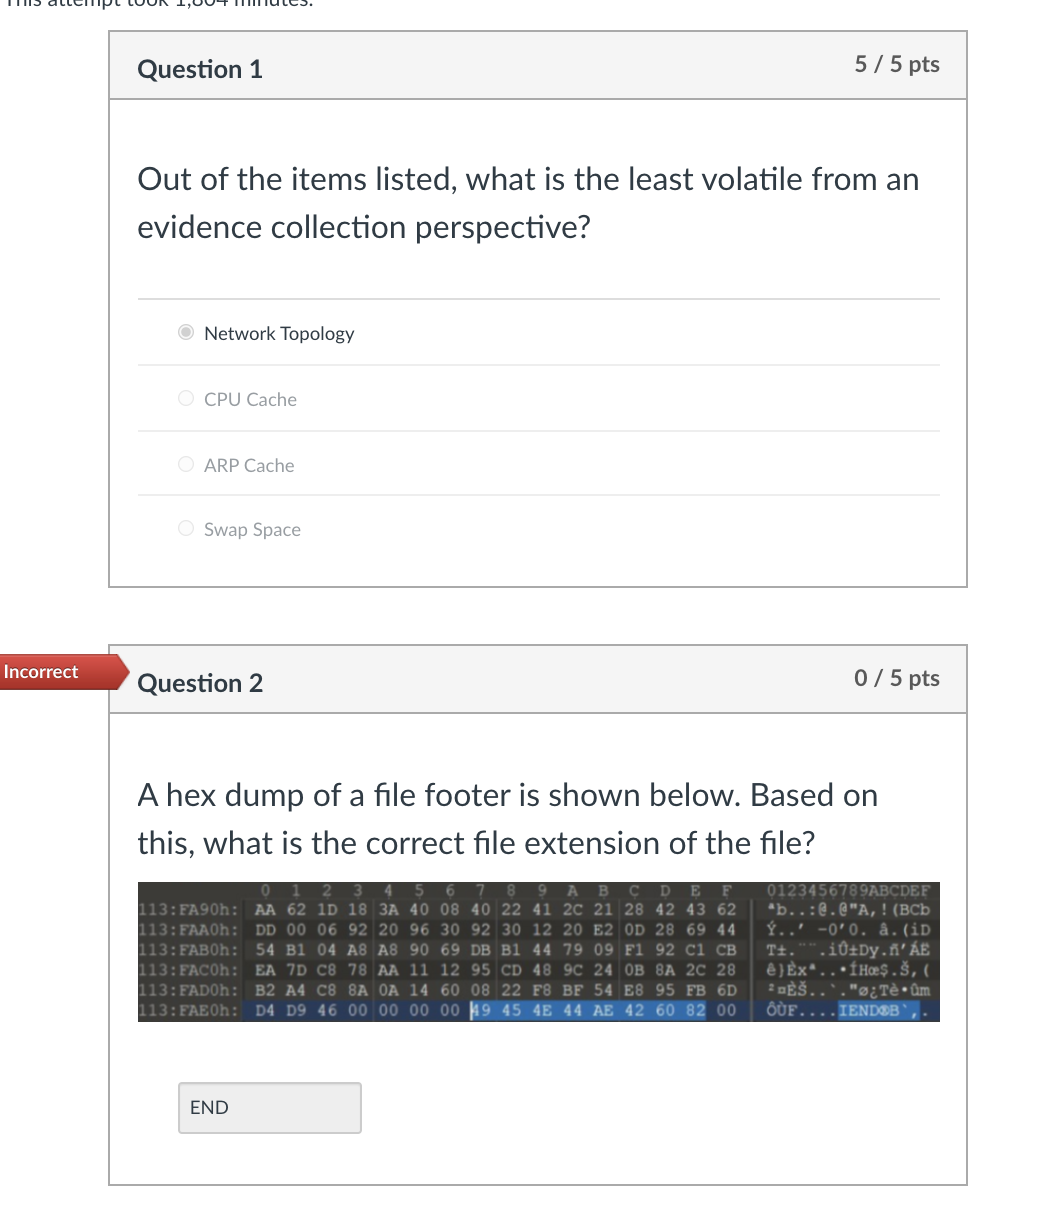 This attempt took 1,804 minutes.
Question 1
5 / 5 pts
Out of the items listed, what is the least volatile from an
evidence collection perspective?
Network Topology
CPU Cache
ARP Cache
Swap Space
Incorrect
Question 2
0 / 5 pts
A hex dump of a file footer is shown below. Based on
this, what is the correct file extension of the file?
0 1 2 3 4 5 6 7 8 9 A B C D E F 0123456789ABCDEF
113:FA90h: AA 62 1D 18 3A 40 08 40 22 41 2C 21 28 42 43 62 ªb..:@.@"A,!(BCb
113:FAA0h: DD 00 06 92 20 96 30 92 30 12 20 E2 0D 28 69 44 Ý..’ –0’0. â.(iD
113:FAB0h: 54 B1 04 A8 A8 90 69 DB B1 44 79 09 F1 92 C1 CB T±.¨¨.iÛ±Dy.ñ’ÁË
113:FAC0h: EA 7D C8 78 AA 11 12 95 CD 48 9C 24 0B 8A 2C 28 ê}Èxª..•ÍHœ$.Š,(
113:FAD0h: B2 A4 C8 8A 0A 14 60 08 22 F8 BF 54 E8 95 FB 6D ²¤ÈŠ..`."ø¿Tè•ûm
113:FAE0h: D4 D9 46 00 00 00 00 49 45 4E 44 AE 42 60 82 00 ÔÙF....IEND®B`‚.
END